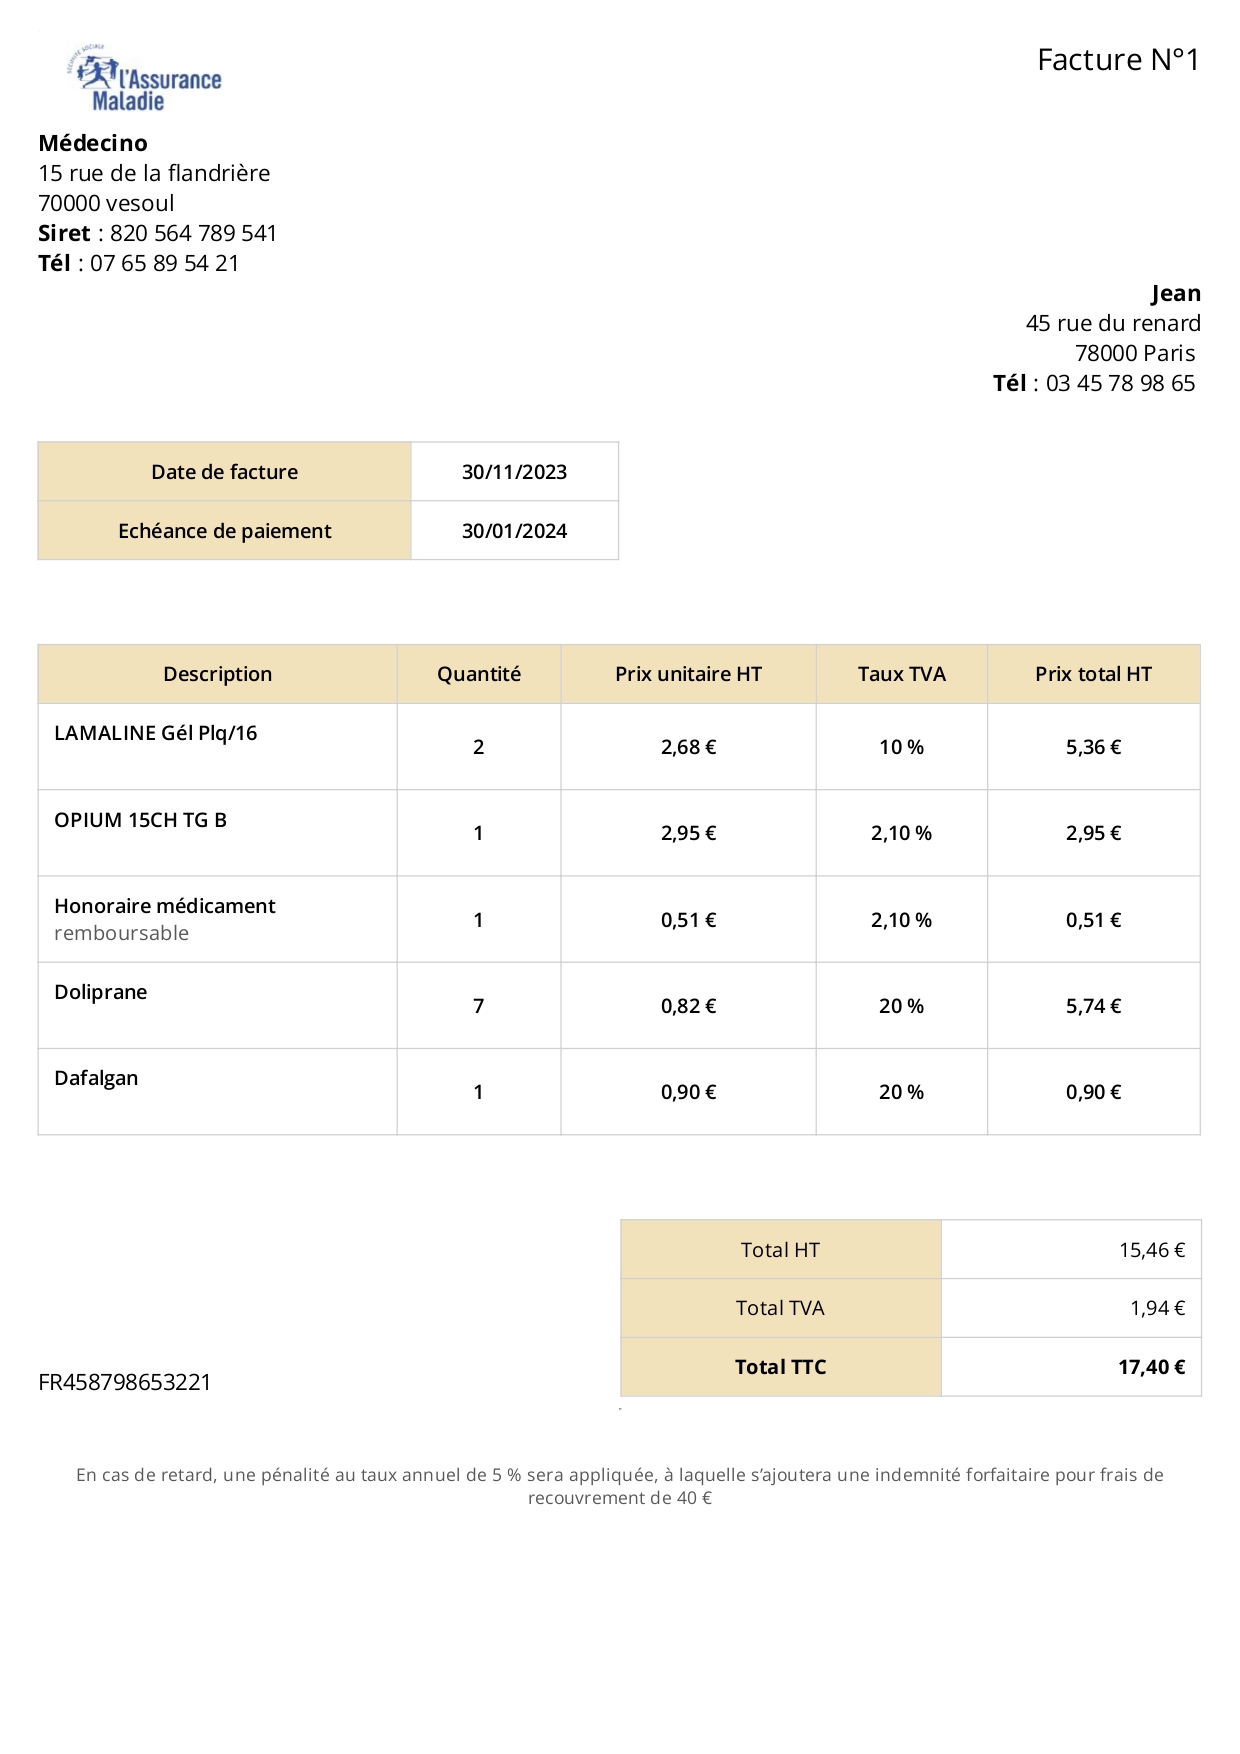 SÉCURITÉ SOCIALE
l'Assurance
Maladie
Facture N°1
Médecino
15 rue de la flandrière
70000 vesoul
Siret : 820 564 789 541
Tél : 07 65 89 54 21
Jean
45 rue du renard
78000 Paris
Tél : 03 45 78 98 65
Date de facture 30/11/2023
Echéance de paiement 30/01/2024
Description Quantité Prix unitaire HT Taux TVA Prix total HT
LAMALINE Gél Plq/16 2 2,68 € 10 % 5,36 €
OPIUM 15CH TG B 1 2,95 € 2,10 % 2,95 €
Honoraire médicament 1 0,51 € 2,10 % 0,51 €
remboursable
Doliprane 7 0,82 € 20 % 5,74 €
Dafalgan 1 0,90 € 20 % 0,90 €
Total HT 15,46 €
Total TVA 1,94 €
Total TTC 17,40 €
FR458798653221
En cas de retard, une pénalité au taux annuel de 5 % sera appliquée, à laquelle s’ajoutera une indemnité forfaitaire pour frais de
recouvrement de 40 €